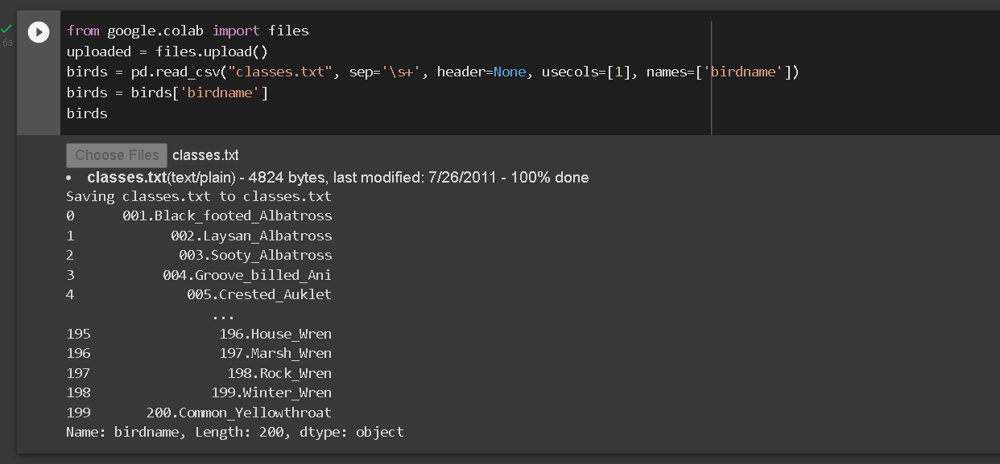 6s
from google.colab import files
uploaded = files.upload()
birds = pd.read_csv("classes.txt", sep='\s+', header=None, usecols=[1], names=['birdname'])
birds = birds['birdname']
birds
Choose Files classes.txt
• classes.txt(text/plain) - 4824 bytes, last modified: 7/26/2011 - 100% done
Saving classes.txt to classes.txt
0 001.Black_footed_Albatross
1 002.Laysan_Albatross
2 003.Sooty_Albatross
3 004.Groove_billed_Ani
4 005.Crested_Auklet
...
195 196.House_Wren
196 197.Marsh_Wren
197 198.Rock_Wren
198 199.Winter_Wren
199 200.Common_Yellowthroat
Name: birdname, Length: 200, dtype: object